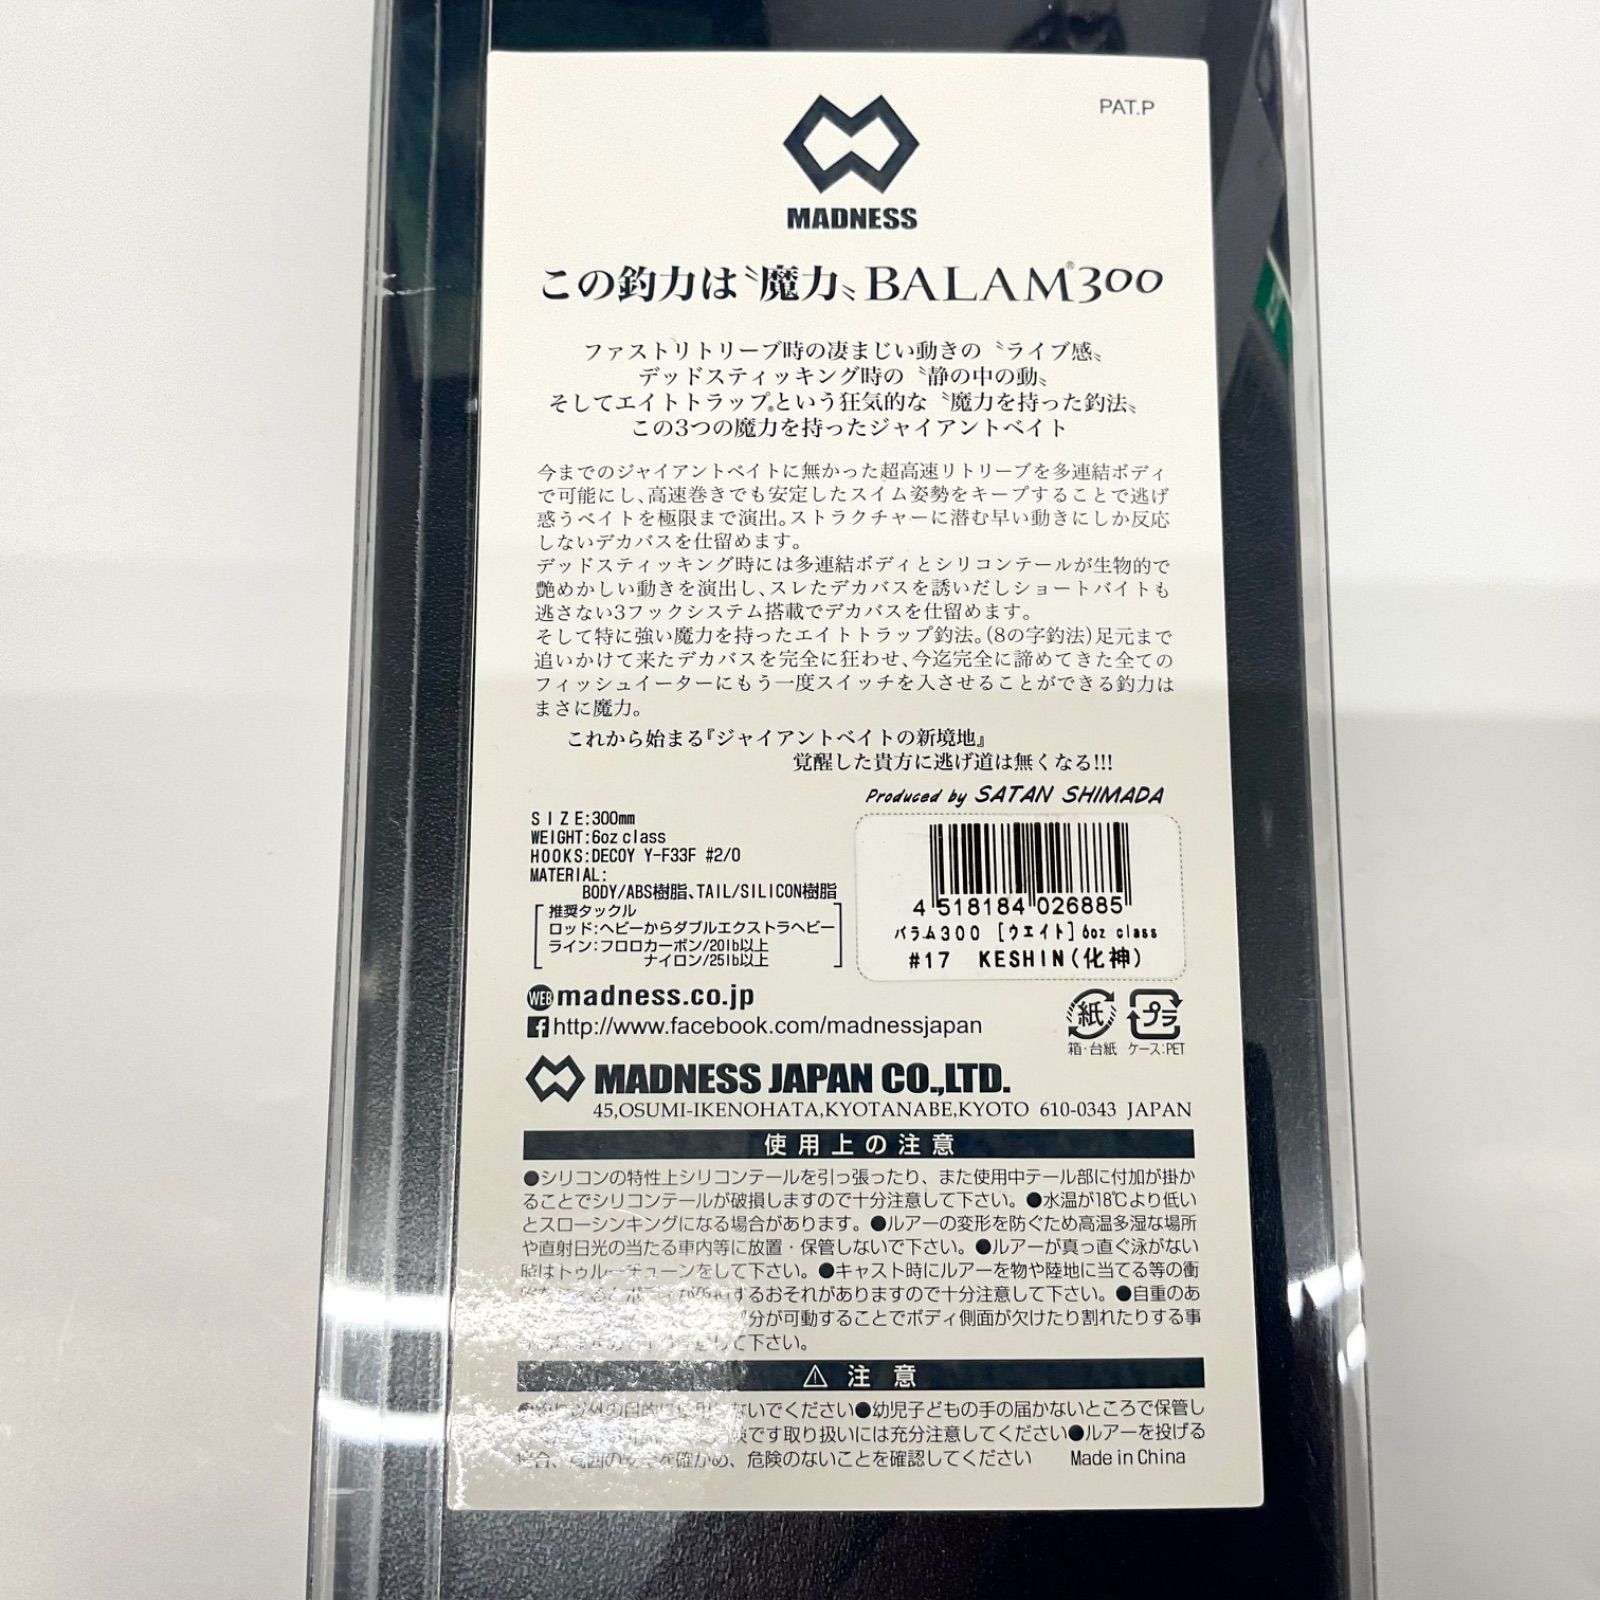 PAT.P
MADNESS
この釣力は〝魔力〟BALAM®300
ファストリトリーブ時の凄まじい動きの〝ライブ感〟
デッドスティッキング時の〝静の中の動〟
そしてエイトトラップ®という狂気的な〝魔力を持った釣法〟
この3つの魔力を持ったジャイアントベイト
今までのジャイアントベイトに無かった超高速リトリーブを多連結ボディ
で可能にし、高速巻きでも安定したスイム姿勢をキープすることで逃げ
惑うベイトを極限まで演出。ストラクチャーに潜む早い動きにしか反応
しないデカバスを仕留めます。
デッドスティッキング時には多連結ボディとシリコンテールが生物的で
艶めかしい動きを演出し、スレたデカバスを誘いだしショートバイトも
逃さない3フックシステム搭載でデカバスを仕留めます。
そして特に強い魔力を持ったエイトトラップ釣法。(8の字釣法)足元まで
追いかけて来たデカバスを完全に狂わせ、今迄完全に諦めてきた全ての
フィッシュイーターにもう一度スイッチを入させることができる釣力は
まさに魔力。
これから始まる『ジャイアントベイトの新境地』
覚醒した貴方に逃げ道は無くなる!!!
Produced by SATAN SHIMADA
SIZE:300mm
WEIGHT:6oz class
HOOKS:DECOY Y-F33F #2/0
MATERIAL:
BODY/ABS樹脂、TAIL/SILICON樹脂
推奨タックル
ロッド:ヘビーからダブルエクストラヘビー
ライン:フロロカーボン/20lb以上
ナイロン/25lb以上
4 518184 026885
バラム300 [ウエイト]6oz class
#17 KESHIN(化神)
WEB madness.co.jp
http://www.facebook.com/madnessjapan
紙 プラ
箱・台紙 ケース:PET
MADNESS JAPAN CO.,LTD.
45,OSUMI-IKENOHATA,KYOTANABE,KYOTO 610-0343 JAPAN
使用上の注意
●シリコンの特性上シリコンテールを引っ張ったり、また使用中テール部に付加が掛か
ることでシリコンテールが破損しますので十分注意して下さい。●水温が18℃より低い
とスローシンキングになる場合があります。●ルアーの変形を防ぐため高温多湿な場所
や直射日光の当たる車内等に放置・保管しないで下さい。●ルアーが真っ直ぐ泳がない
時はトゥルーチューンをして下さい。●キャスト時にルアーを物や陸地に当てる等の衝
するおそれがありますので十分注意して下さい。●自重のあ
分が可動することでボディ側面が欠けたり割れたりする事
して下さい。
⚠注意
ないでください●幼児子どもの手の届かないところで保管し
です取り扱いには充分注意してください●ルアーを投げる
を確かめ、危険のないことを確認してください Made in China